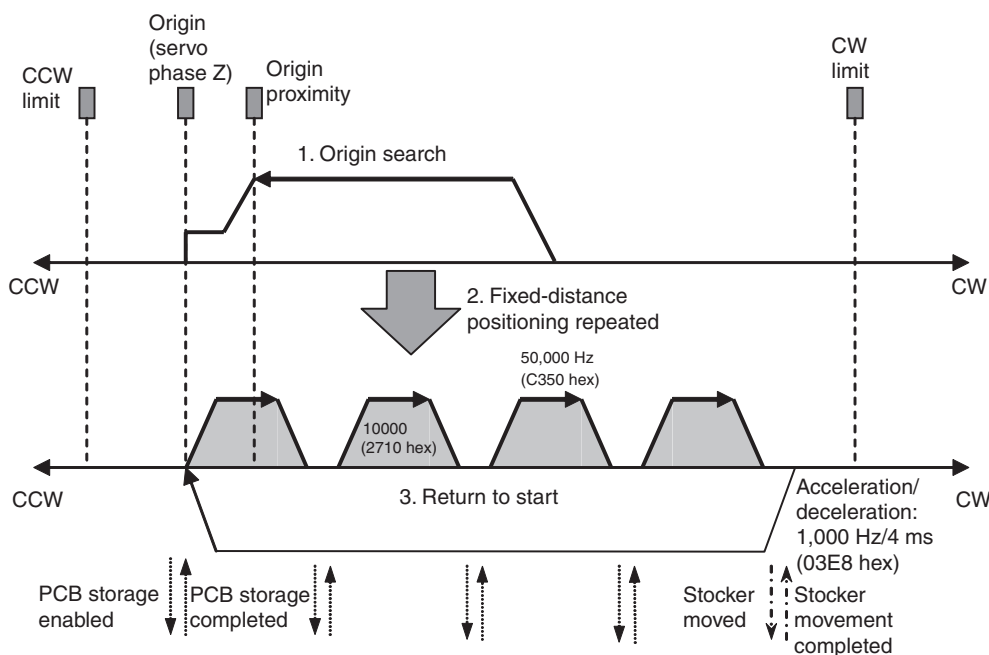 Origin
(servo
phase Z)
CCW
limit
Origin
proximity
CW
limit
1. Origin search
CCW
CW
2. Fixed-distance
positioning repeated
50,000 Hz
(C350 hex)
10000
(2710 hex)
CCW
3. Return to start
CW
Acceleration/
deceleration:
1,000 Hz/4 ms
(03E8 hex)
PCB storage
enabled
PCB storage
completed
Stocker
moved
Stocker
movement
completed